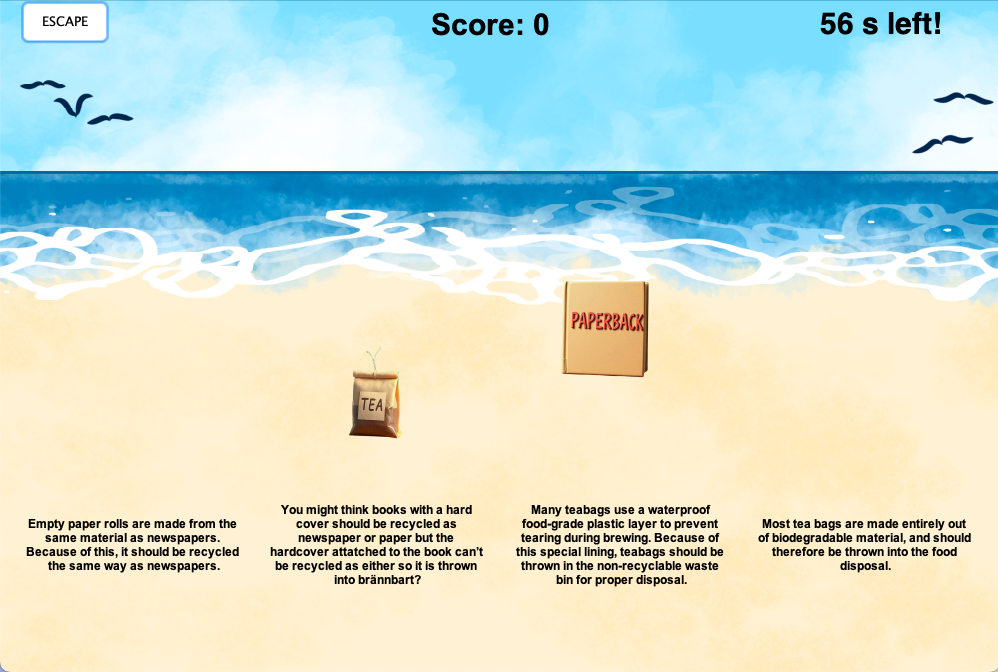 ESCAPE
Score: 0
56 s left!
PAPERBACK
TEA
Empty paper rolls are made from the
same material as newspapers.
Because of this, it should be recycled
the same way as newspapers.
You might think books with a hard
cover should be recycled as
newspaper or paper but the
hardcover attatched to the book can't
be recycled as either so it is thrown
into brännbart?
Many teabags use a waterproof
food-grade plastic layer to prevent
tearing during brewing. Because of
this special lining, teabags should be
thrown in the non-recyclable waste
bin for proper disposal.
Most tea bags are made entirely out
of biodegradable material, and should
therefore be thrown into the food
disposal.